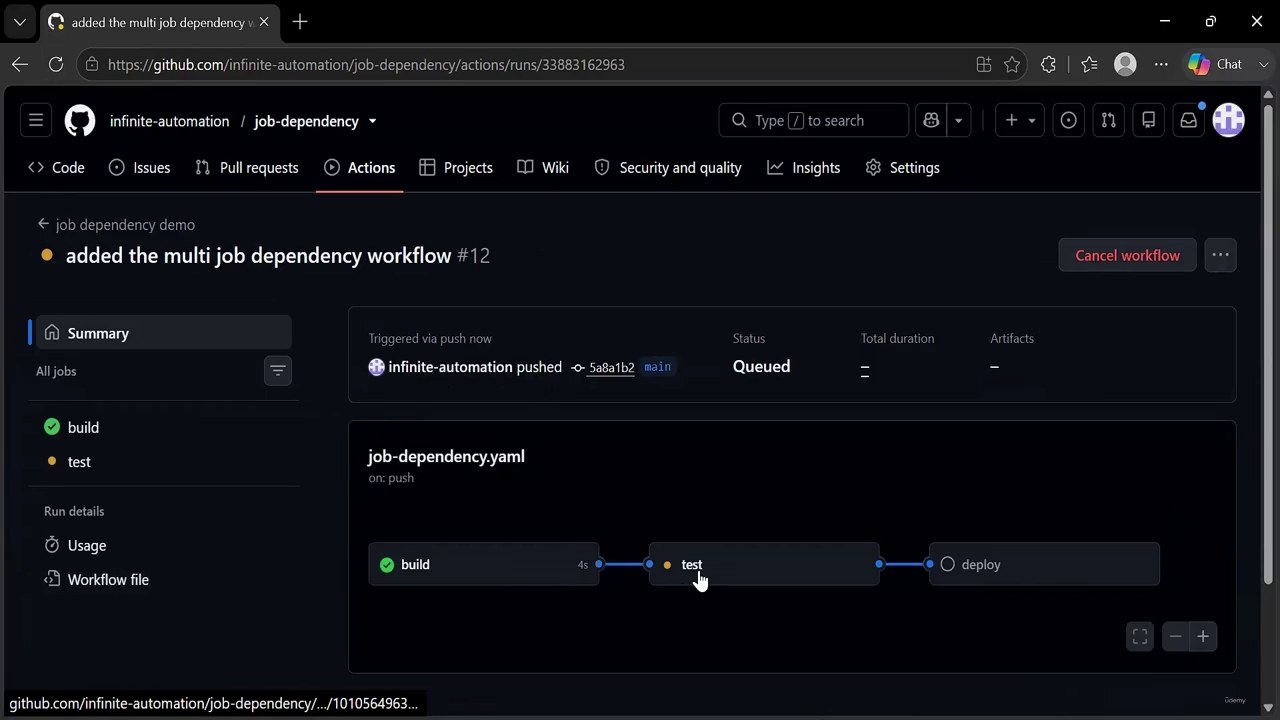 added the multi job dependency w
https://github.com/infinite-automation/job-dependency/actions/runs/33883162963
Chat
infinite-automation / job-dependency
Type / to search
Code
Issues
Pull requests
Actions
Projects
Wiki
Security and quality
Insights
Settings
job dependency demo
added the multi job dependency workflow #12
Cancel workflow
Summary
All jobs
build
test
Run details
Usage
Workflow file
Triggered via push now
infinite-automation pushed 5a8a1b2 main
Status
Queued
Total duration
–
Artifacts
–
job-dependency.yaml
on: push
build 4s
test
deploy
github.com/infinite-automation/job-dependency/.../1010564963...
ûdemy